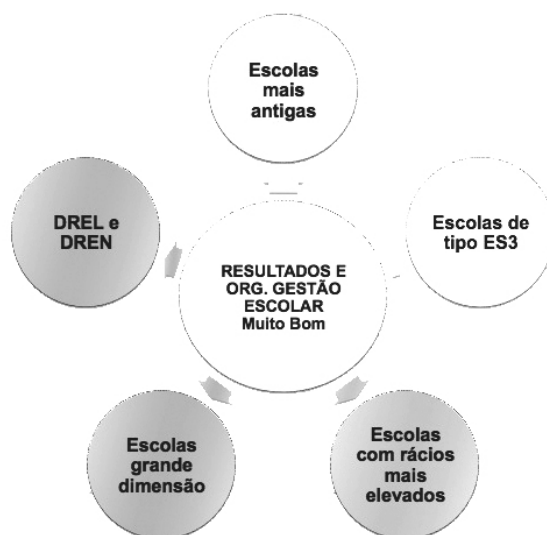 Escolas
mais
antigas
DREL e
DREN
Escolas de
tipo ES3
RESULTADOS E
ORG. GESTÃO
ESCOLAR
Muito Bom
Escolas
grande
dimensão
Escolas
com rácios
mais
elevados